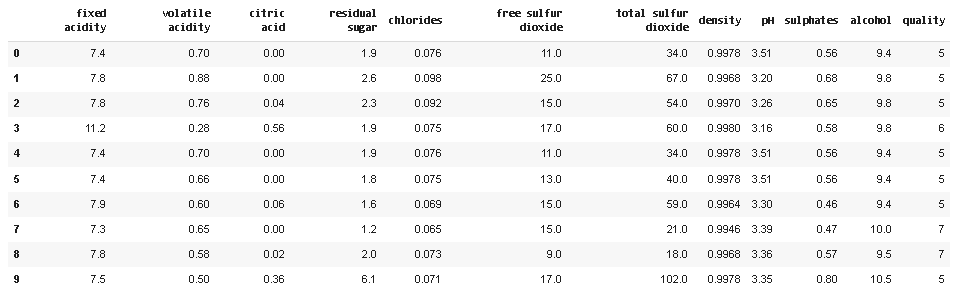 fixed acidity volatile acidity citric acid residual sugar chlorides free sulfur dioxide total sulfur dioxide density pH sulphates alcohol quality
0 7.4 0.70 0.00 1.9 0.076 11.0 34.0 0.9978 3.51 0.56 9.4 5
1 7.8 0.88 0.00 2.6 0.098 25.0 67.0 0.9968 3.20 0.68 9.8 5
2 7.8 0.76 0.04 2.3 0.092 15.0 54.0 0.9970 3.26 0.65 9.8 5
3 11.2 0.28 0.56 1.9 0.075 17.0 60.0 0.9980 3.16 0.58 9.8 6
4 7.4 0.70 0.00 1.9 0.076 11.0 34.0 0.9978 3.51 0.56 9.4 5
5 7.4 0.66 0.00 1.8 0.075 13.0 40.0 0.9978 3.51 0.56 9.4 5
6 7.9 0.60 0.06 1.6 0.069 15.0 59.0 0.9964 3.30 0.46 9.4 5
7 7.3 0.65 0.00 1.2 0.065 15.0 21.0 0.9946 3.39 0.47 10.0 7
8 7.8 0.58 0.02 2.0 0.073 9.0 18.0 0.9968 3.36 0.57 9.5 7
9 7.5 0.50 0.36 6.1 0.071 17.0 102.0 0.9978 3.35 0.80 10.5 5